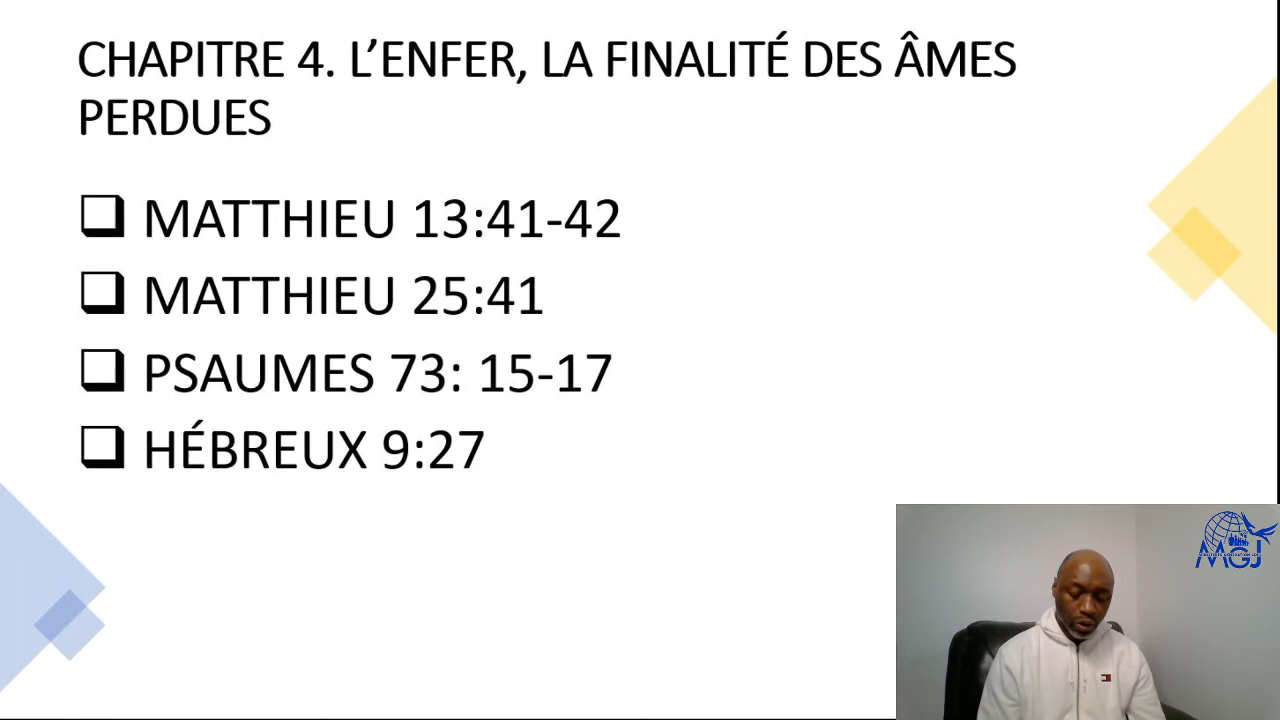 CHAPITRE 4. L’ENFER, LA FINALITÉ DES ÂMES
PERDUES
MATTHIEU 13:41-42
MATTHIEU 25:41
PSAUMES 73: 15-17
HÉBREUX 9:27
MGJ